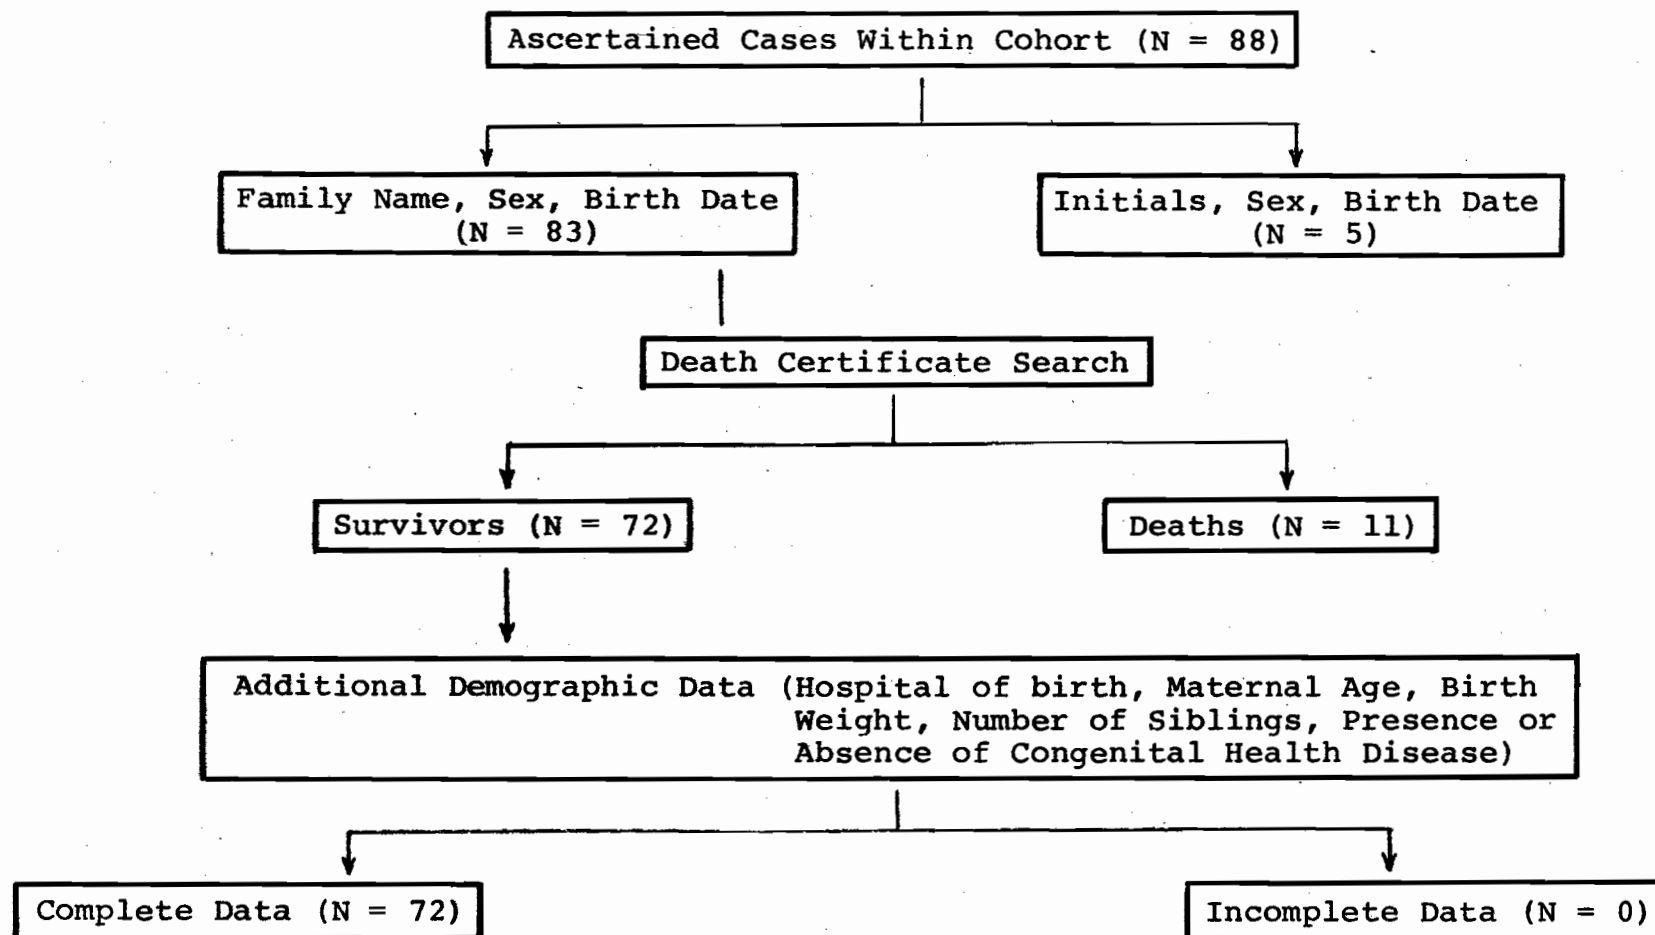 Ascertained Cases Within Cohort (N = 88)
Family Name, Sex, Birth Date
(N = 83)
Initials, Sex, Birth Date
(N = 5)
Death Certificate Search
Survivors (N = 72)
Deaths (N = 11)
Additional Demographic Data (Hospital of birth, Maternal Age, Birth
Weight, Number of Siblings, Presence or
Absence of Congenital Health Disease)
Complete Data (N = 72)
Incomplete Data (N = 0)